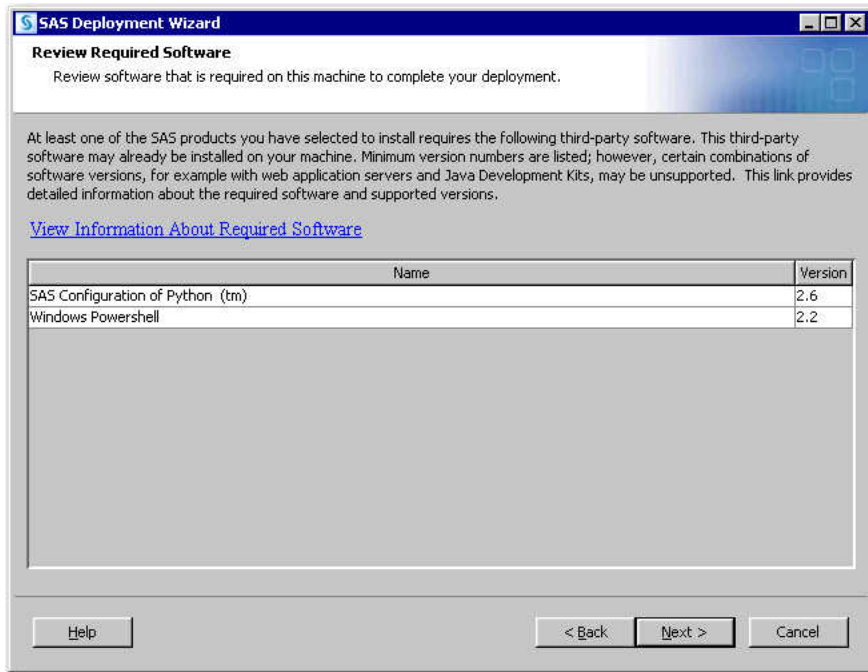 SAS Deployment Wizard
Review Required Software
Review software that is required on this machine to complete your deployment.
At least one of the SAS products you have selected to install requires the following third-party software. This third-party
software may already be installed on your machine. Minimum version numbers are listed; however, certain combinations of
software versions, for example with web application servers and Java Development Kits, may be unsupported.  This link provides
detailed information about the required software and supported versions.
View Information About Required Software
Name Version
SAS Configuration of Python (tm) 2.6
Windows Powershell 2.2
Help < Back Next > Cancel